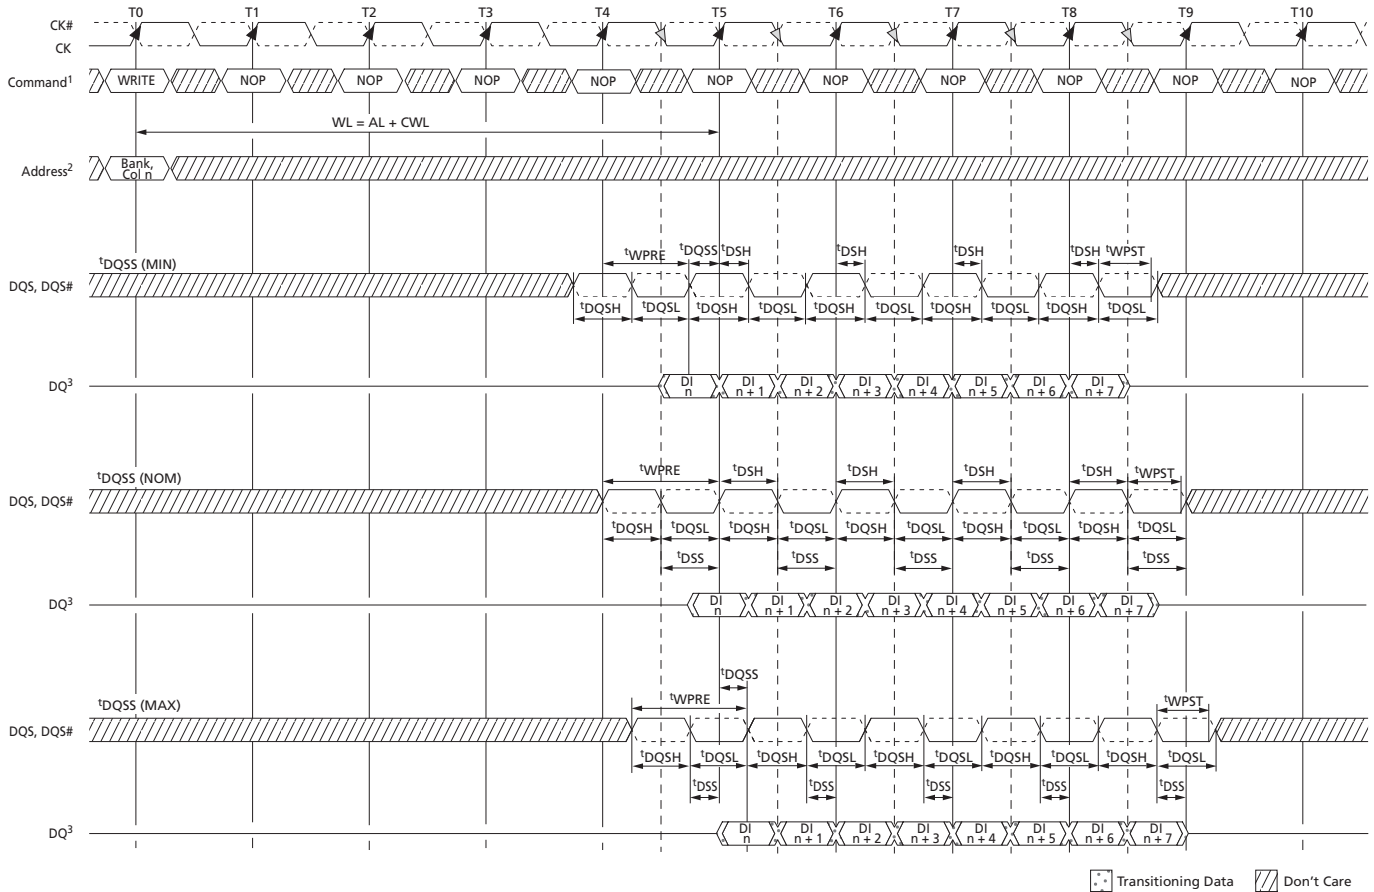 T0 T1 T2 T3 T4 T5 T6 T7 T8 T9 T10
CK#
CK
Command1 WRITE NOP NOP NOP NOP NOP NOP NOP NOP NOP NOP
WL = AL + CWL
Address2 Bank, Col n
tDQSS (MIN)
tWPRE tDQSS tDSH tDSH tDSH tDSH tWPST
DQS, DQS#
tDQSH tDQSL tDQSH tDQSL tDQSH tDQSL tDQSH tDQSL tDQSH tDQSL
DQ3 DI n DI n + 1 DI n + 2 DI n + 3 DI n + 4 DI n + 5 DI n + 6 DI n + 7
tDQSS (NOM)
tWPRE tDSH tDSH tDSH tDSH tWPST
DQS, DQS#
tDQSH tDQSL tDQSH tDQSL tDQSH tDQSL tDQSH tDQSL tDQSH tDQSL
tDSS tDSS tDSS tDSS tDSS
DQ3 DI n DI n + 1 DI n + 2 DI n + 3 DI n + 4 DI n + 5 DI n + 6 DI n + 7
tDQSS
tDQSS (MAX)
tWPRE tWPST
DQS, DQS#
tDQSH tDQSL tDQSH tDQSL tDQSH tDQSL tDQSH tDQSL tDQSH tDQSL
tDSS tDSS tDSS tDSS tDSS
DQ3 DI n DI n + 1 DI n + 2 DI n + 3 DI n + 4 DI n + 5 DI n + 6 DI n + 7
Transitioning Data Don't Care